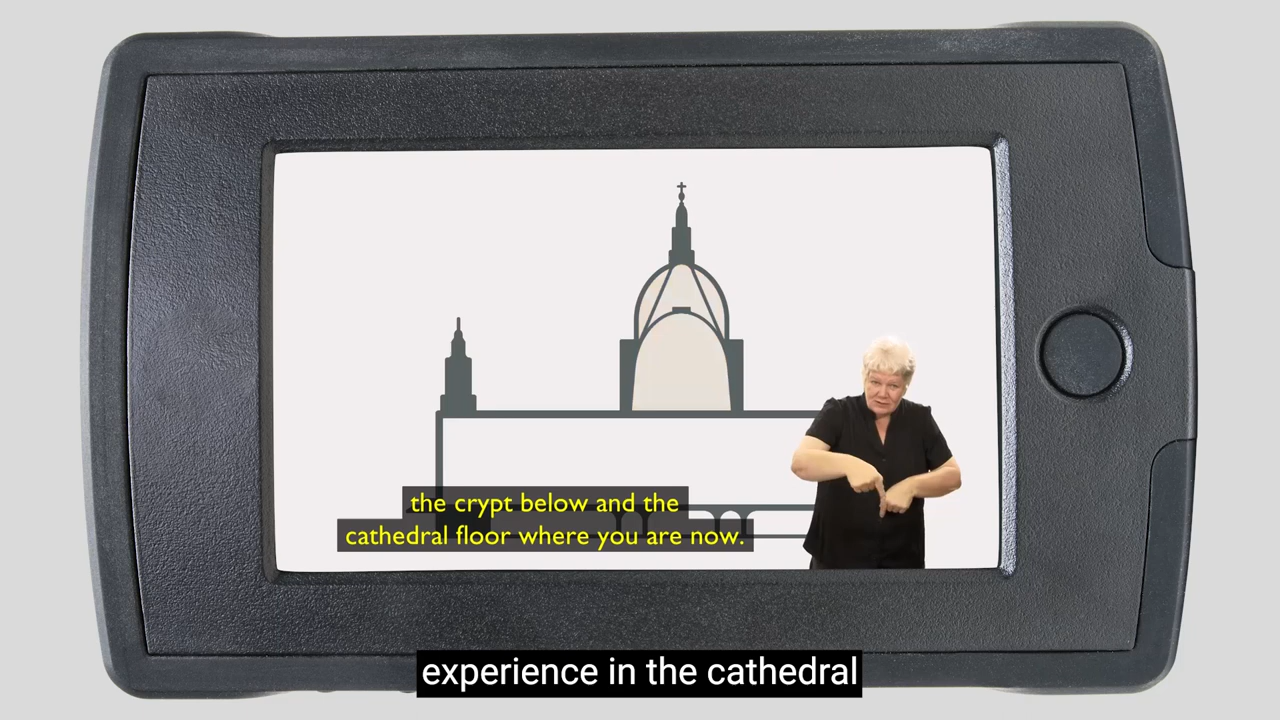 the crypt below and the
cathedral floor where you are now.
experience in the cathedral